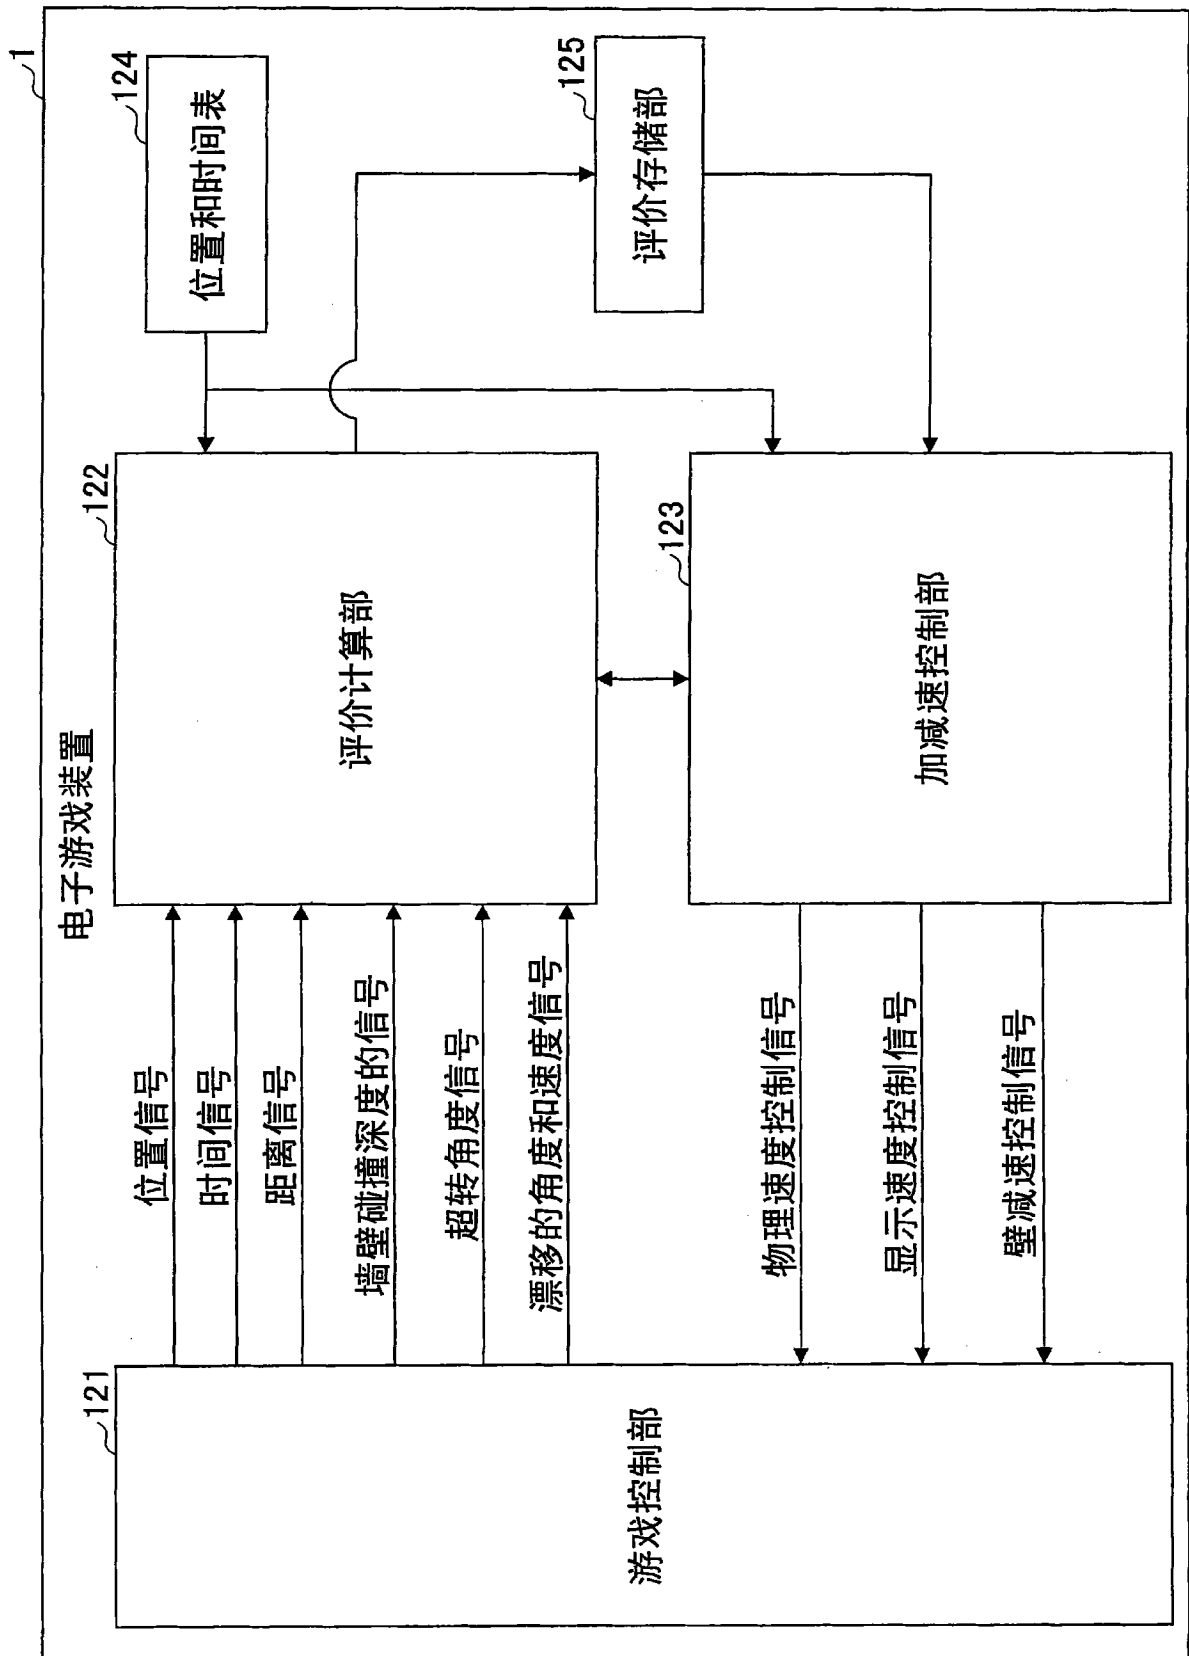 1
电子游戏装置
121
游戏控制部
位置信号
时间信号
距离信号
墙壁碰撞深度的信号
超转角度信号
漂移的角度和速度信号
物理速度控制信号
显示速度控制信号
壁减速控制信号
122
评价计算部
123
加减速控制部
124
位置和时间表
125
评价存储部